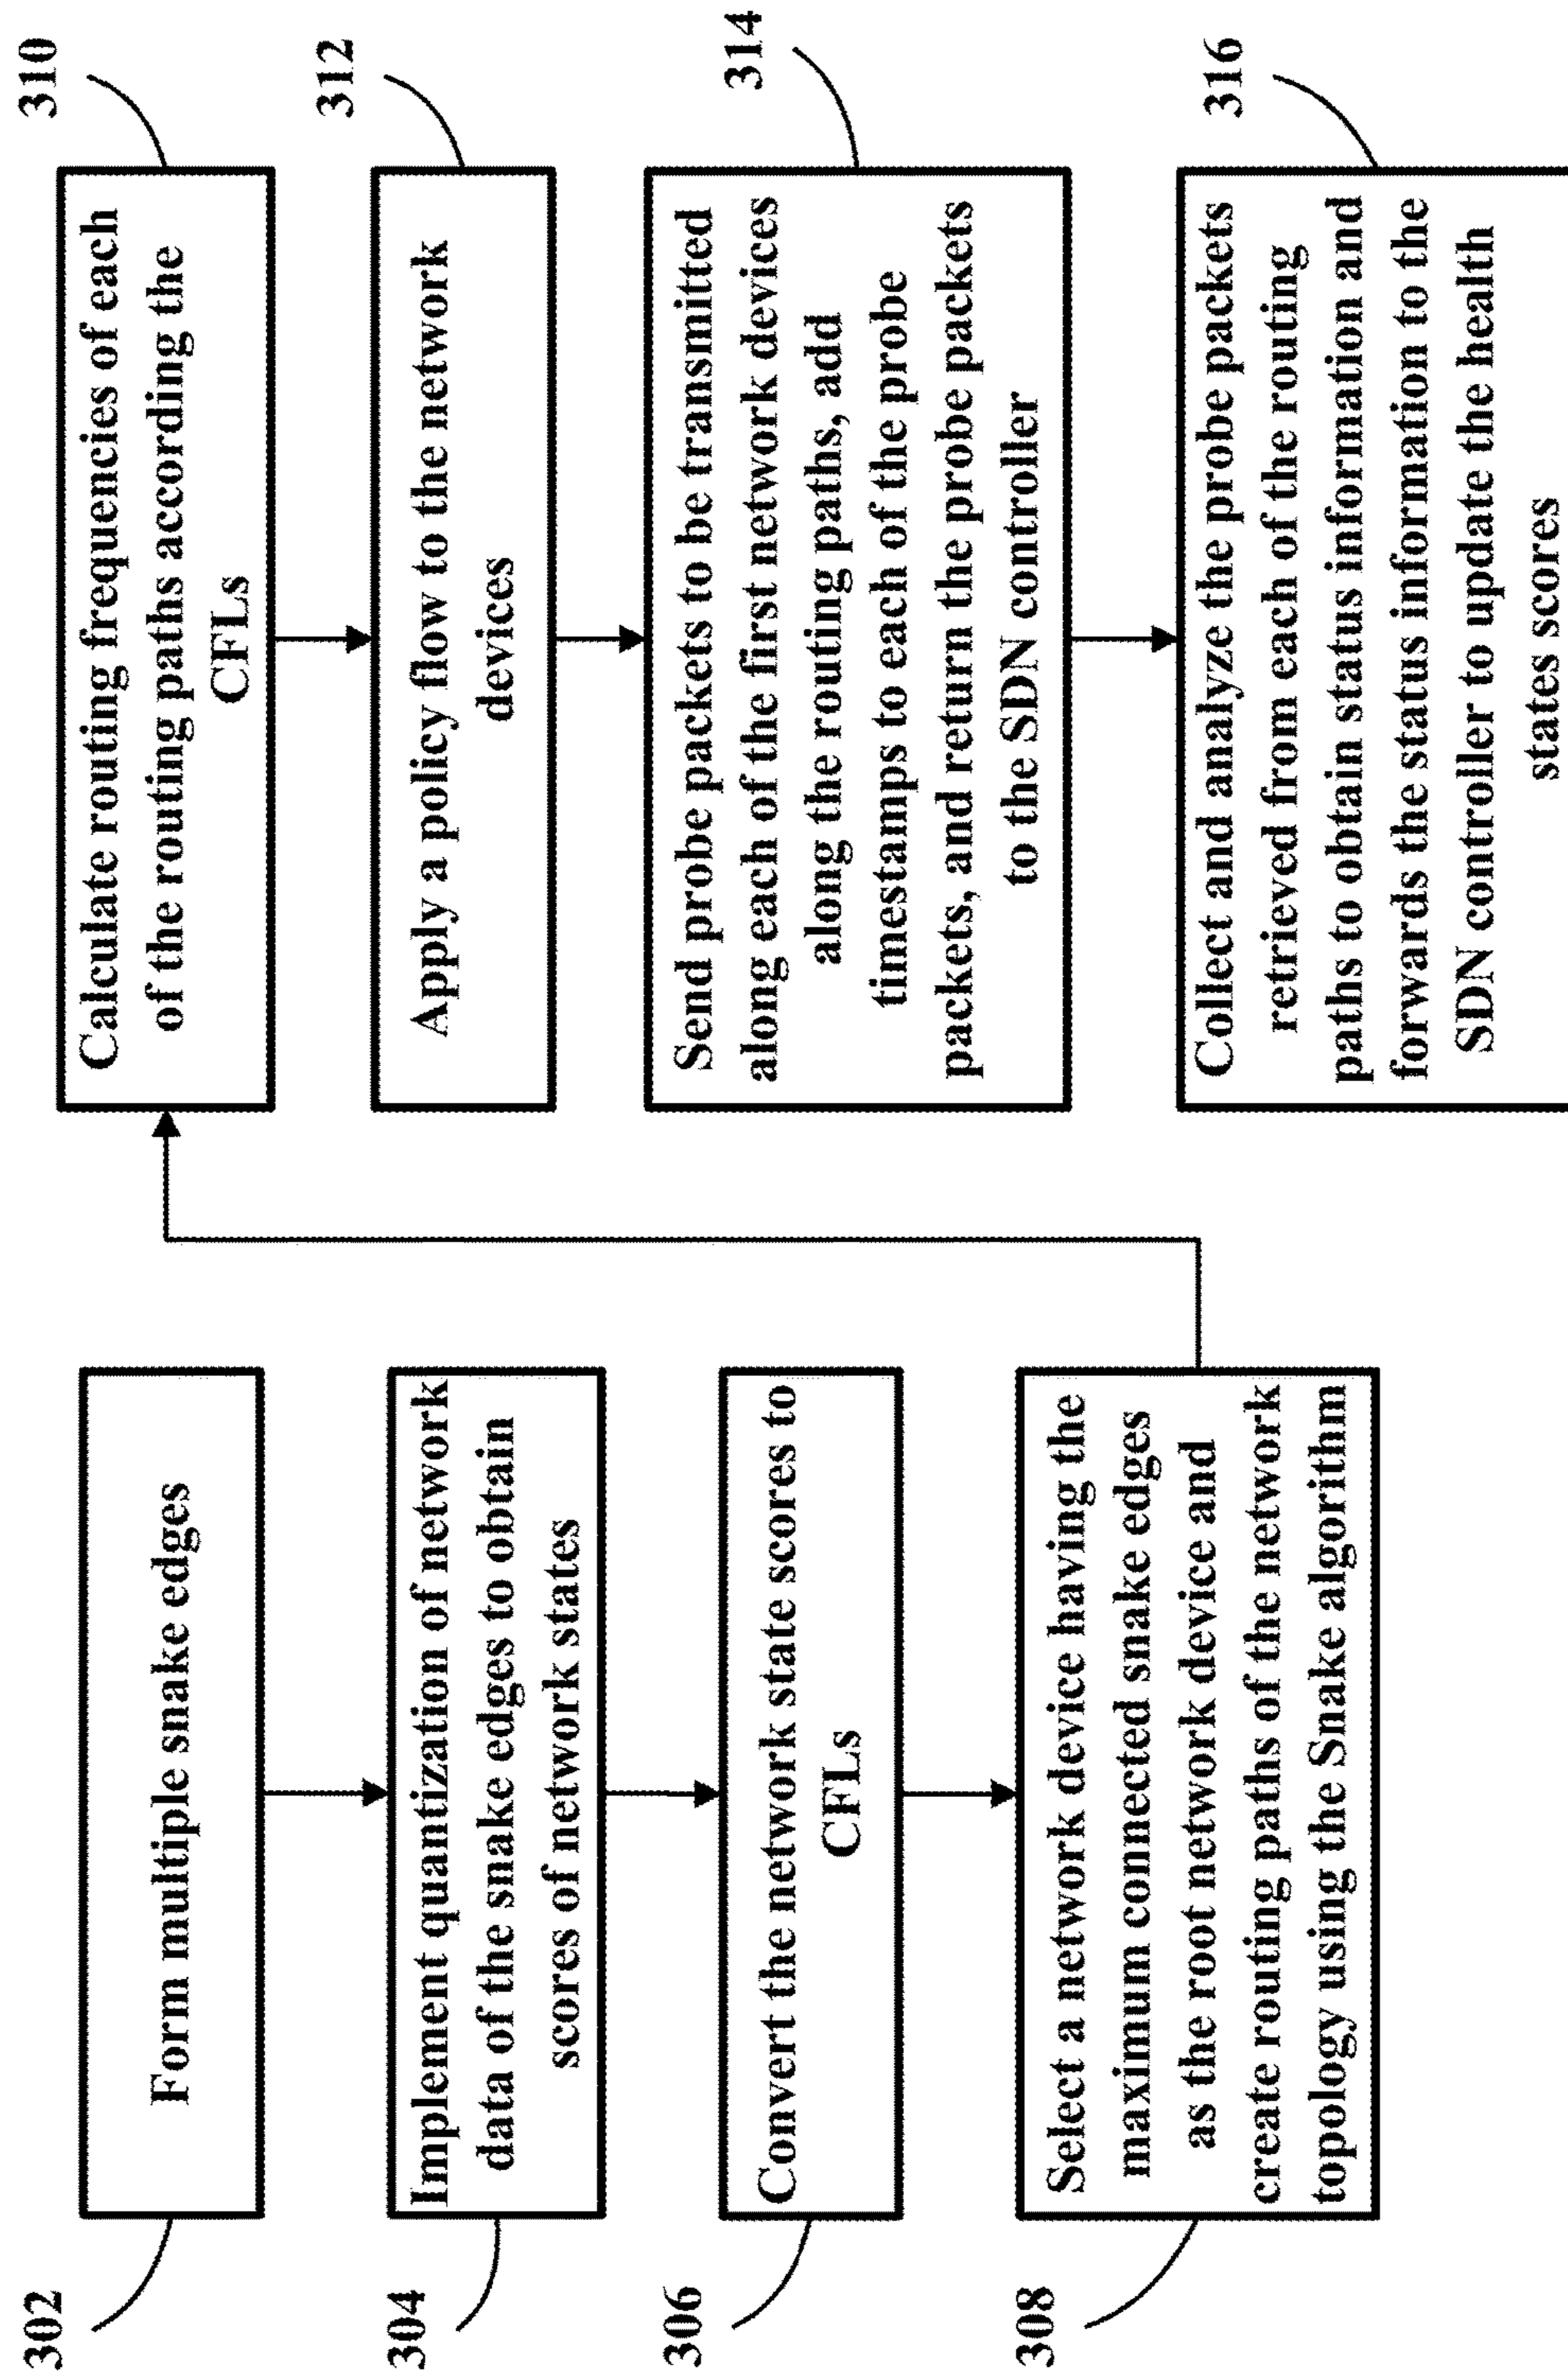 302
Form multiple snake edges
304
Implement quantization of network
data of the snake edges to obtain
scores of network states
306
Convert the network state scores to
CFLs
308
Select a network device having the
maximum connected snake edges
as the root network device and
create routing paths of the network
topology using the Snake algorithm
310
Calculate routing frequencies of each
of the routing paths according the
CFLs
312
Apply a policy flow to the network
devices
314
Send probe packets to be transmitted
along each of the first network devices
along the routing paths, add
timestamps to each of the probe
packets, and return the probe packets
to the SDN controller
316
Collect and analyze the probe packets
retrieved from each of the routing
paths to obtain status information and
forwards the status information to the
SDN controller to update the health
states scores